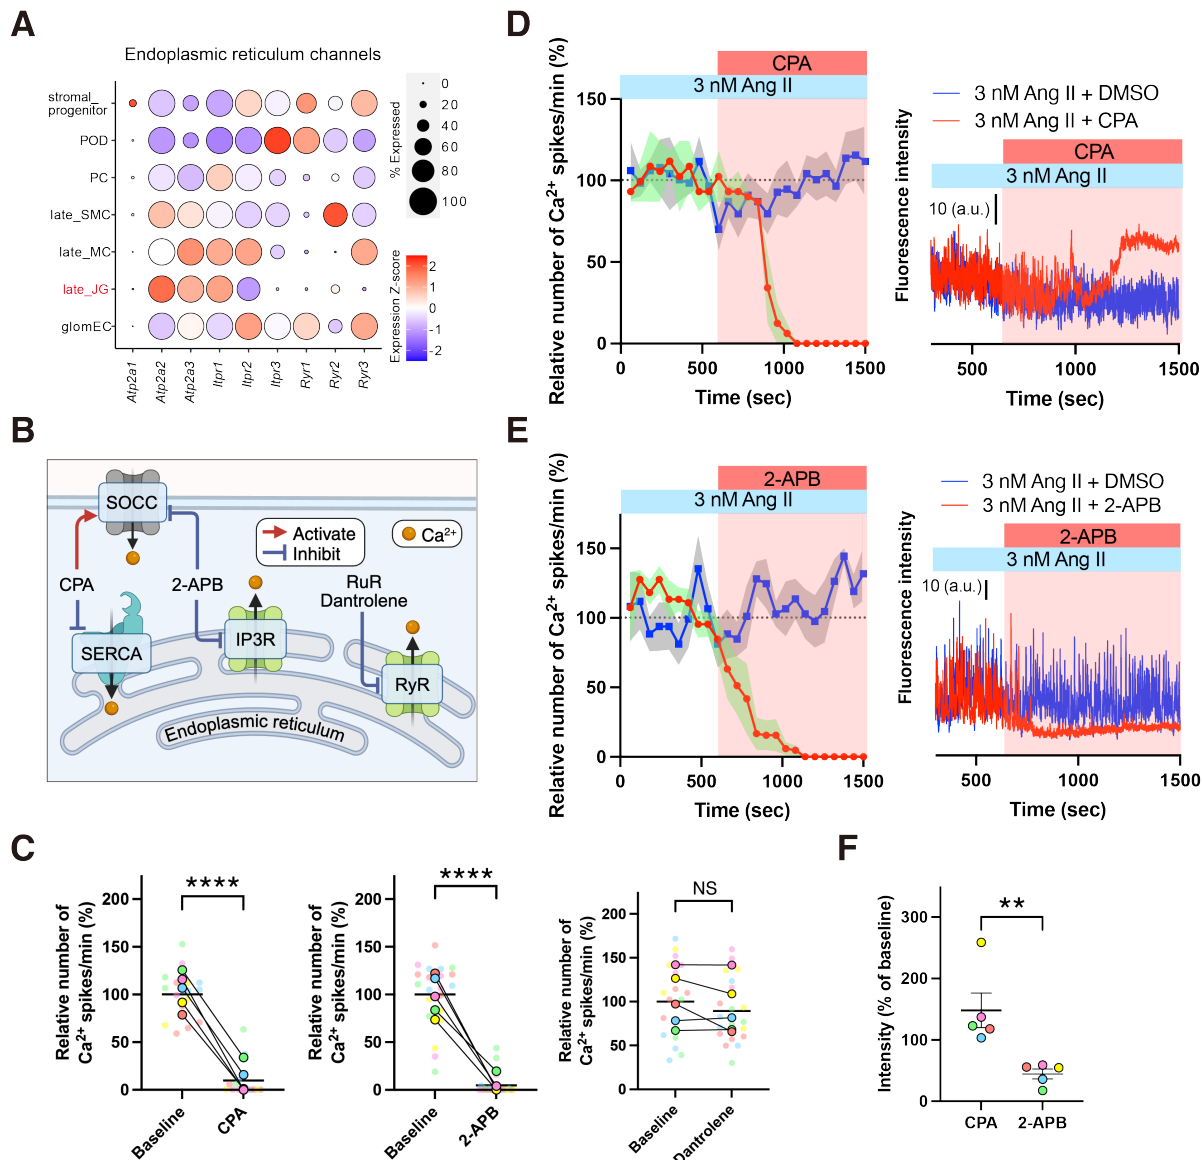 A
Endoplasmic reticulum channels
stromal_
progenitor
POD
PC
late_SMC
late_MC
late_JG
glomEC
Atp2a1
Atp2a2
Atp2a3
Itpr1
Itpr2
Itpr3
Ryr1
Ryr2
Ryr3
% Expressed
0
20
40
60
80
100
Expression Z-score
2
1
0
-1
-2
B
SOCC
Activate
Inhibit
Ca2+
CPA
2-APB
RuR
Dantrolene
SERCA
IP3R
RyR
Endoplasmic reticulum
C
Relative number of
Ca2+ spikes/min (%)
200
150
100
50
0
****
Baseline
CPA
Relative number of
Ca2+ spikes/min (%)
200
150
100
50
0
****
Baseline
2-APB
Relative number of
Ca2+ spikes/min (%)
200
150
100
50
0
NS
Baseline
Dantrolene
D
Relative number of Ca2+ spikes/min (%)
CPA
3 nM Ang II
150
100
50
0
0
500
1000
1500
Time (sec)
3 nM Ang II + DMSO
3 nM Ang II + CPA
Fluorescence intensity
CPA
3 nM Ang II
10 (a.u.)
500
1000
1500
Time (sec)
E
Relative number of Ca2+ spikes/min (%)
2-APB
3 nM Ang II
150
100
50
0
0
500
1000
1500
Time (sec)
3 nM Ang II + DMSO
3 nM Ang II + 2-APB
Fluorescence intensity
2-APB
3 nM Ang II
10 (a.u.)
500
1000
1500
Time (sec)
F
Intensity (% of baseline)
300
200
100
0
**
CPA
2-APB